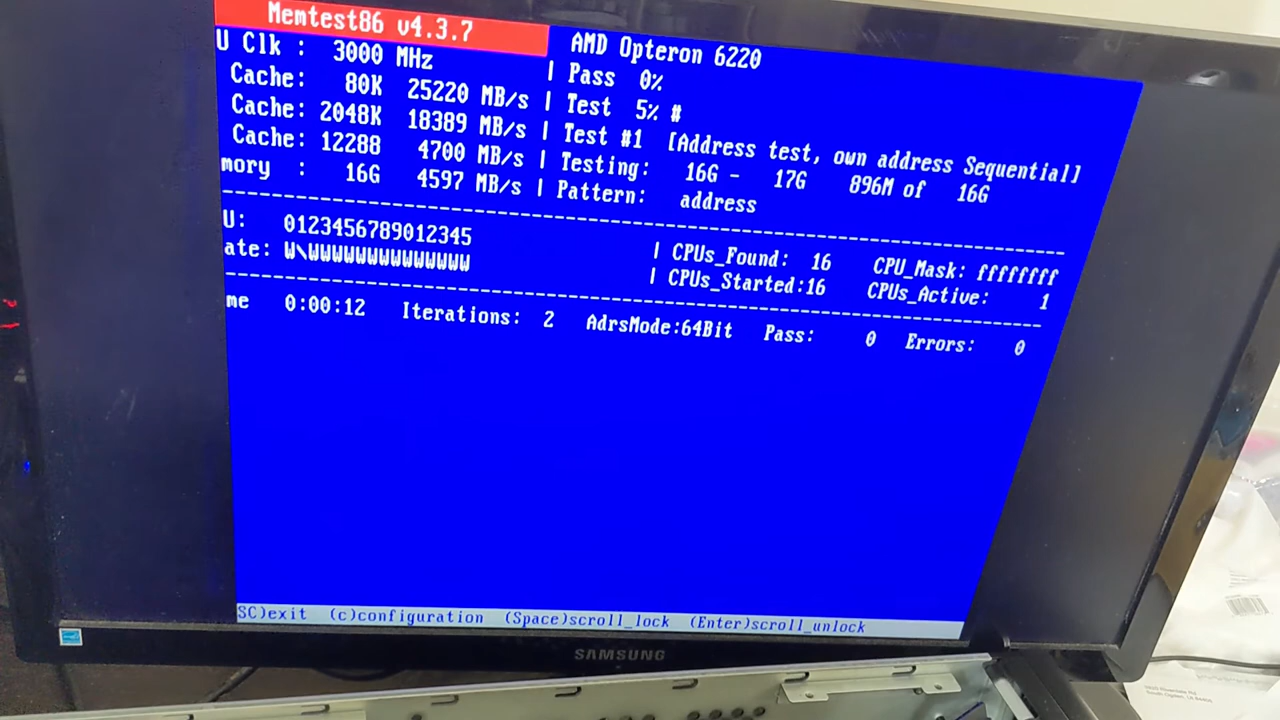 Memtest86 v4.3.7
AMD Opteron 6220
U Clk : 3000 MHz | Pass 0%
Cache: 80K 25220 MB/s | Test 5% #
Cache: 2048K 18389 MB/s | Test #1 [Address test, own address Sequential]
Cache: 12288 4700 MB/s | Testing: 16G - 17G 896M of 16G
mory : 16G 4597 MB/s | Pattern: address
U: 0123456789012345 | CPUs_Found: 16 CPU_Mask: ffffffff
ate: W\WWWWWWWWWWWWWW | CPUs_Started:16 CPUs_Active: 1
me 0:00:12 Iterations: 2 AdrsMode:64Bit Pass: 0 Errors: 0
SC)exit (c)configuration (Space)scroll_lock (Enter)scroll_unlock
SAMSUNG